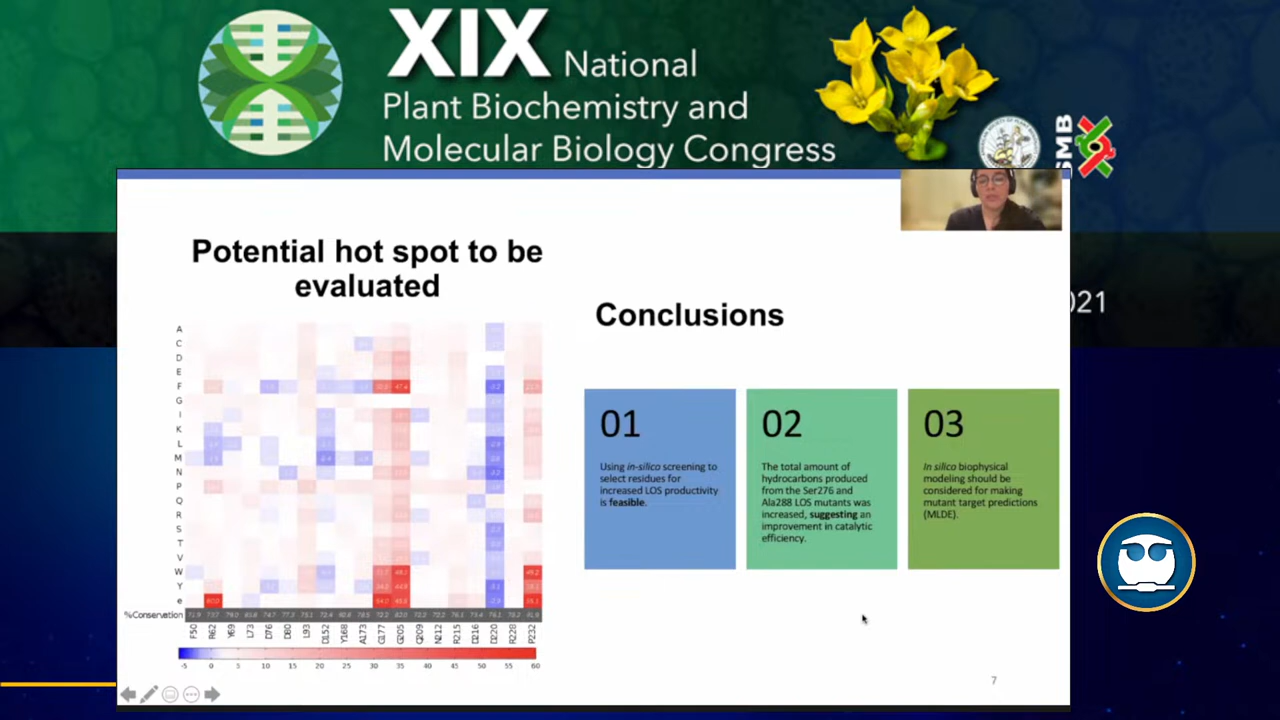 XIX National
Plant Biochemistry and
Molecular Biology Congress
SMB
021
Potential hot spot to be
evaluated
A
C
D
E
F
G
I
K
L
M
N
P
Q
R
S
T
V
W
Y
e
%Conservation
F50 R62 Y69 L73 D76 D80 L93 D152 Y168 A173 G177 G205 Q209 N212 R215 D216 D220 R228 P232
-5 0 5 10 15 20 25 30 35 40 45 50 55 60
Conclusions
01
Using in-silico screening to
select residues for
increased LOS productivity
is feasible.
02
The total amount of
hydrocarbons produced
from the Ser276 and
Ala288 LOS mutants was
increased, suggesting an
improvement in catalytic
efficiency.
03
In silico biophysical
modeling should be
considered for making
mutant target predictions
(MLDE).
7